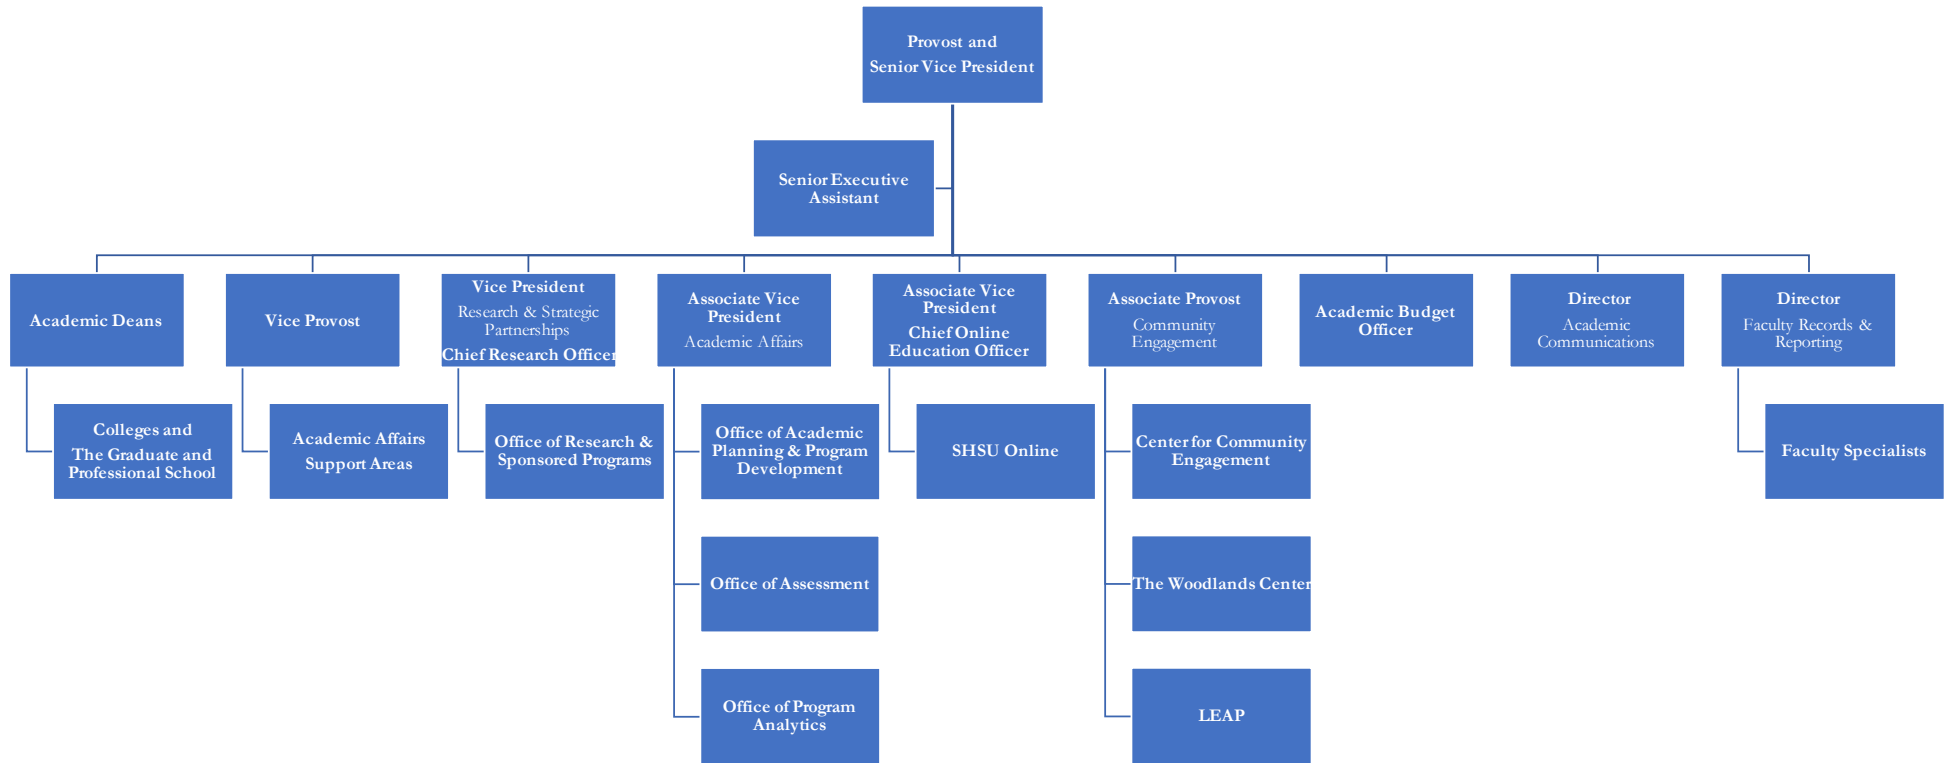 Provost and
Senior Vice President
Senior Executive
Assistant
Academic Deans
Vice Provost
Vice President
Research & Strategic
Partnerships
Chief Research Officer
Associate Vice
President
Academic Affairs
Associate Vice
President
Chief Online
Education Officer
Associate Provost
Community
Engagement
Academic Budget
Officer
Director
Academic
Communications
Director
Faculty Records &
Reporting
Colleges and
The Graduate and
Professional School
Academic Affairs
Support Areas
Office of Research &
Sponsored Programs
Office of Academic
Planning & Program
Development
SHSU Online
Center for Community
Engagement
Faculty Specialists
Office of Assessment
The Woodlands Center
Office of Program
Analytics
LEAP